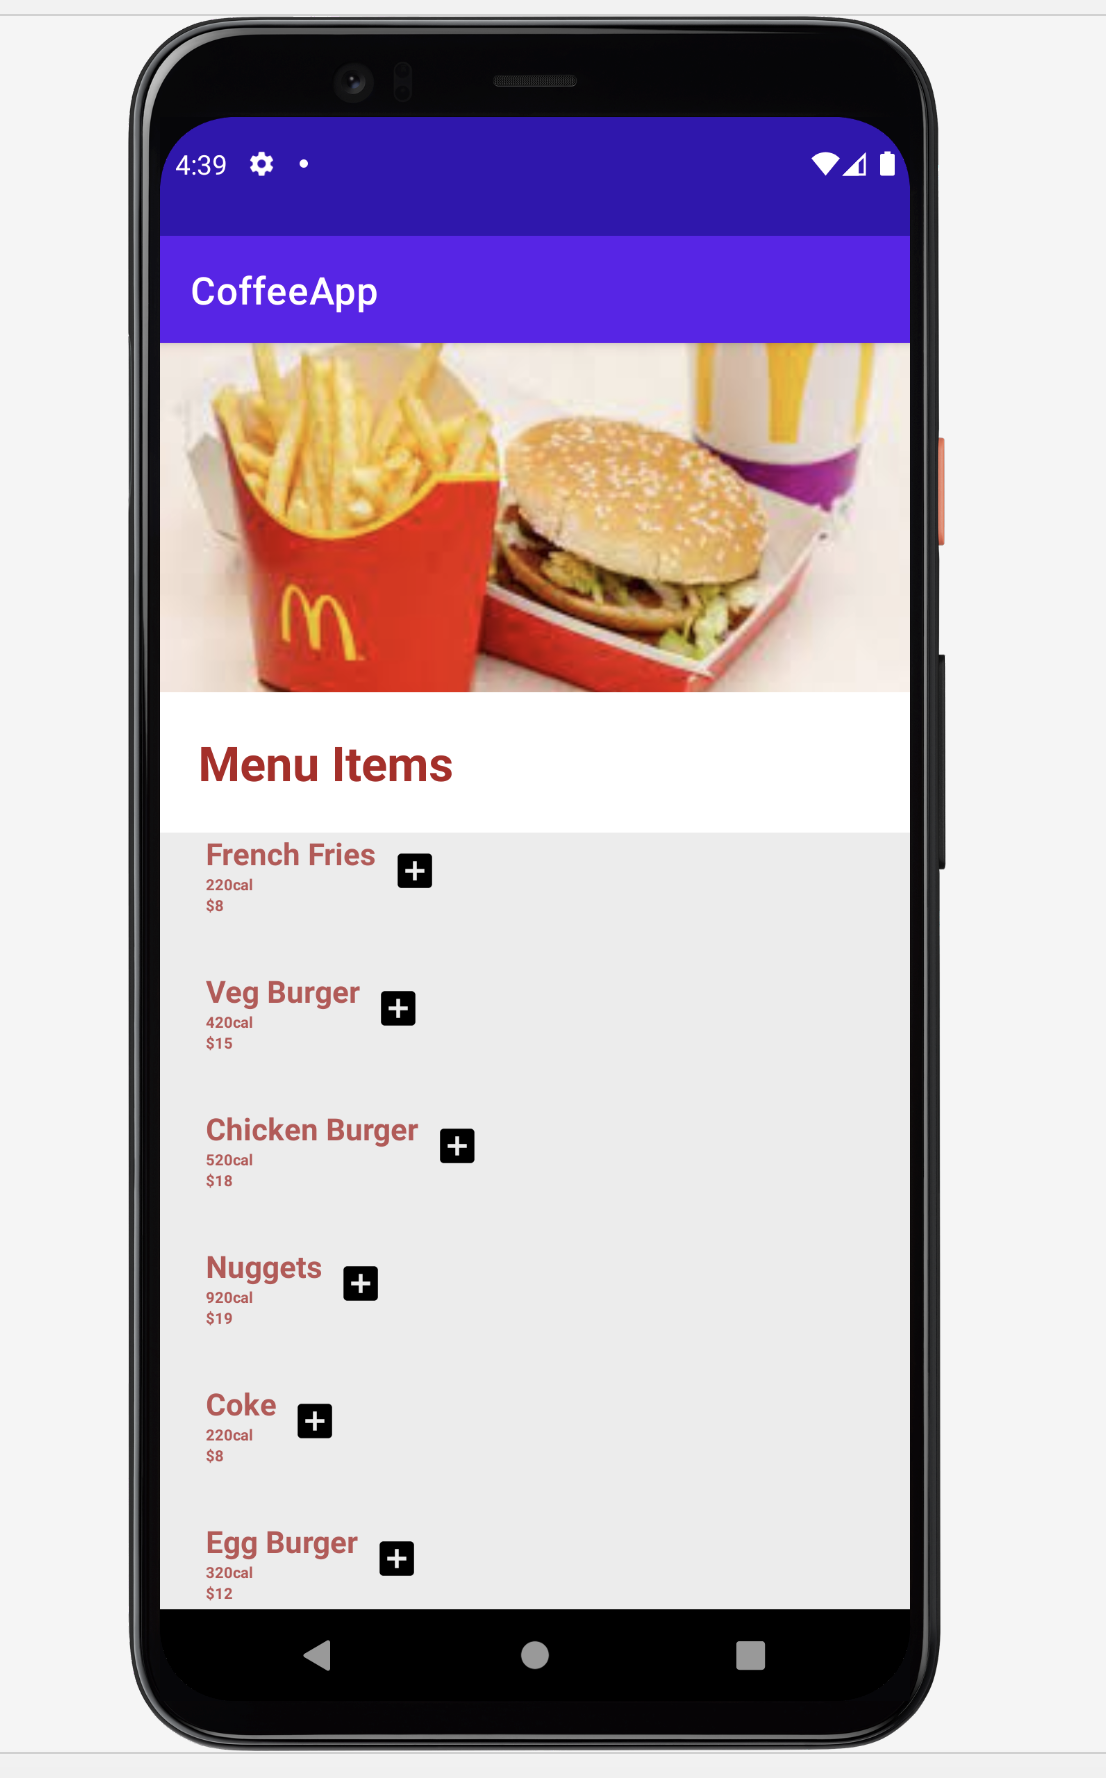 4:39
CoffeeApp
M
Menu Items
French Fries
220cal
$8
Veg Burger
420cal
$15
Chicken Burger
520cal
$18
Nuggets
920cal
$19
Coke
220cal
$8
Egg Burger
320cal
$12